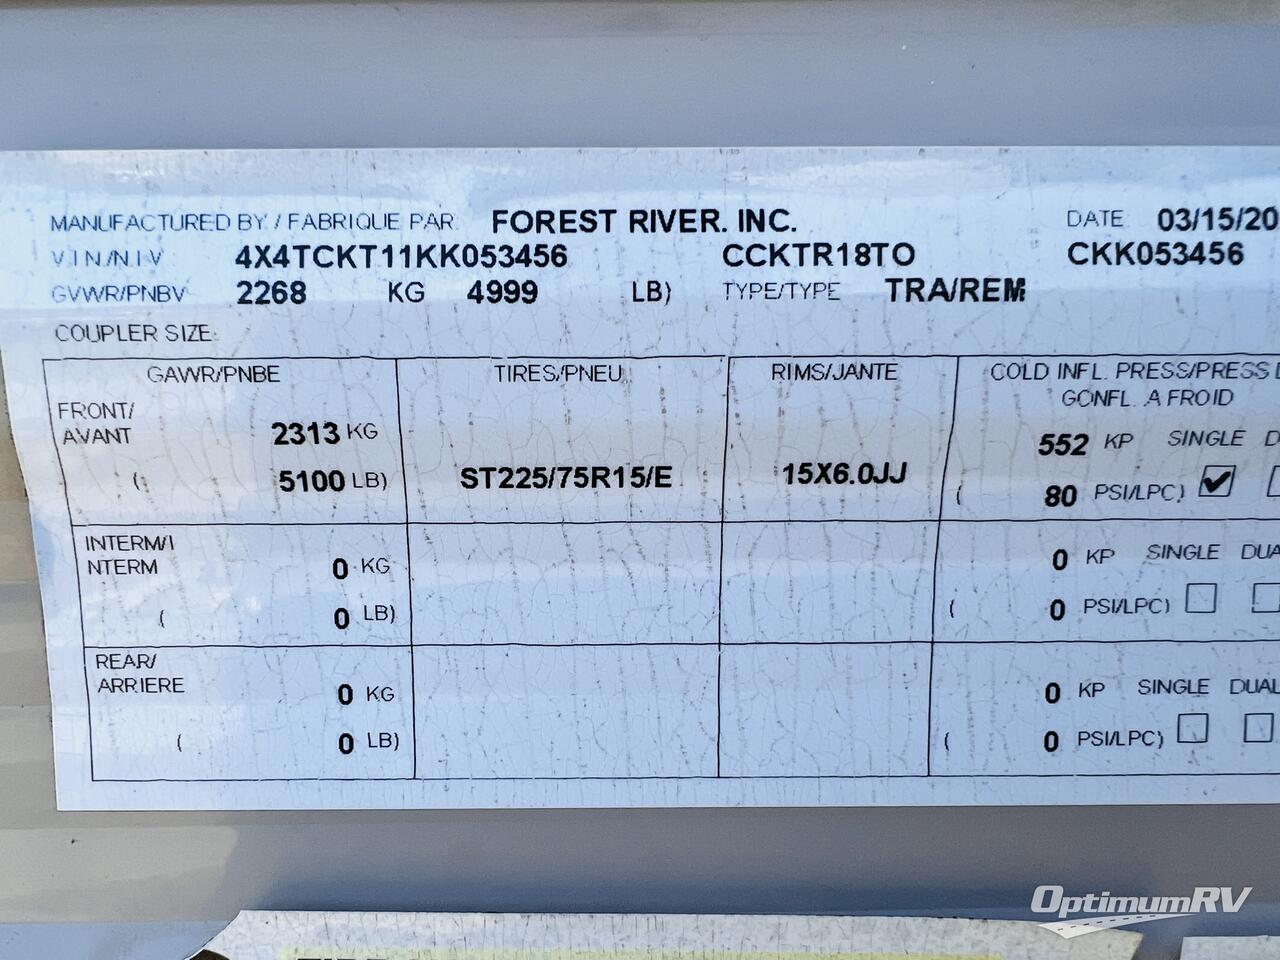 MANUFACTURED BY / FABRIQUE PAR: FOREST RIVER. INC. DATE 03/15/20
V.I.N/N.I.V 4X4TCKT11KK053456 CCKTR18TO CKK053456
GVWR/PNBV 2268 KG 4999 LB) TYPE/TYPE TRA/REM
COUPLER SIZE:
GAWR/PNBE TIRES/PNEU RIMS/JANTE COLD INFL. PRESS/PRESS
GONFL. A FROID
FRONT/
AVANT 2313 KG 552 KP SINGLE
( 5100 LB) ST225/75R15/E 15X6.0JJ ( 80 PSI/LPC)
INTERM/I
NTERM 0 KG 0 KP SINGLE DUA
( 0 LB) ( 0 PSI/LPC)
REAR/
ARRIERE 0 KG 0 KP SINGLE DUAL
( 0 LB) ( 0 PSI/LPC)
OptimumRV